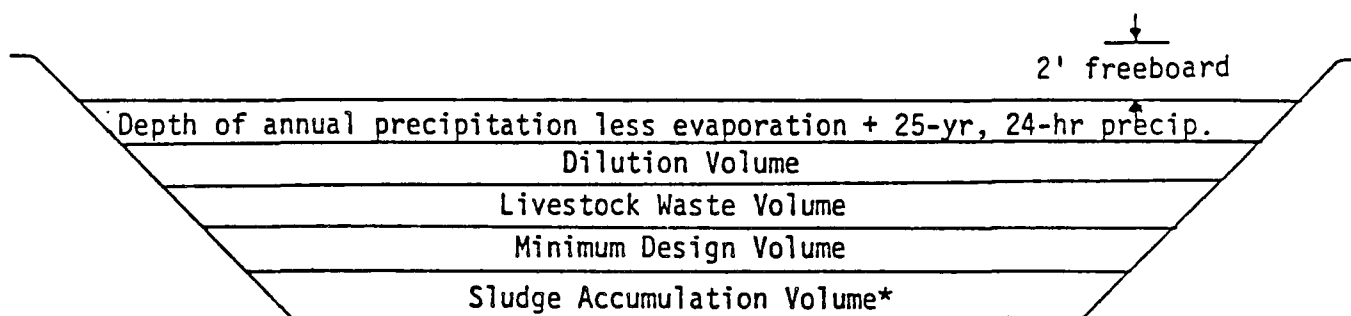 2' freeboard
Depth of annual precipitation less evaporation + 25-yr, 24-hr precip.
Dilution Volume
Livestock Waste Volume
Minimum Design Volume
Sludge Accumulation Volume*